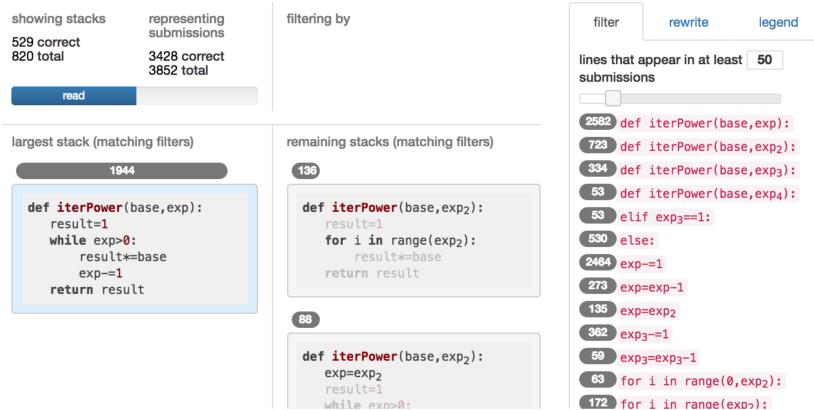 showing stacks
529 correct
820 total
representing
submissions
3428 correct
3852 total
read
filtering by
largest stack (matching filters)
1944
def iterPower(base,exp):
result=1
while exp>0:
result*=base
exp-=1
return result
remaining stacks (matching filters)
136
def iterPower(base,exp₂):
result=1
for i in range(exp₂):
result*=base
return result
88
def iterPower(base,exp₂):
exp=exp₂
result=1
while exp>0:
filter rewrite legend
lines that appear in at least 50
submissions
2582 def iterPower(base,exp):
723 def iterPower(base,exp₂):
334 def iterPower(base,exp₃):
53 def iterPower(base,exp₄):
53 elif exp₃==1:
530 else:
2464 exp-=1
273 exp=exp-1
135 exp=exp₂
362 exp₃-=1
59 exp₃=exp₃-1
63 for i in range(0,exp₂):
172 for i in range(exp₂):